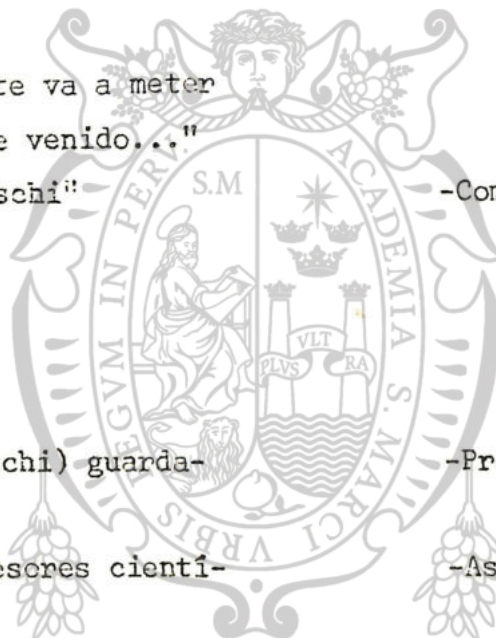 te va a meter
e venido..."
schi" -Com
chi) guarda- -Pr
esores cientí- -As
S.M
ACADEMIA S. MARCI VRBIS REGVM IN PERV.
PLVS VLT RA